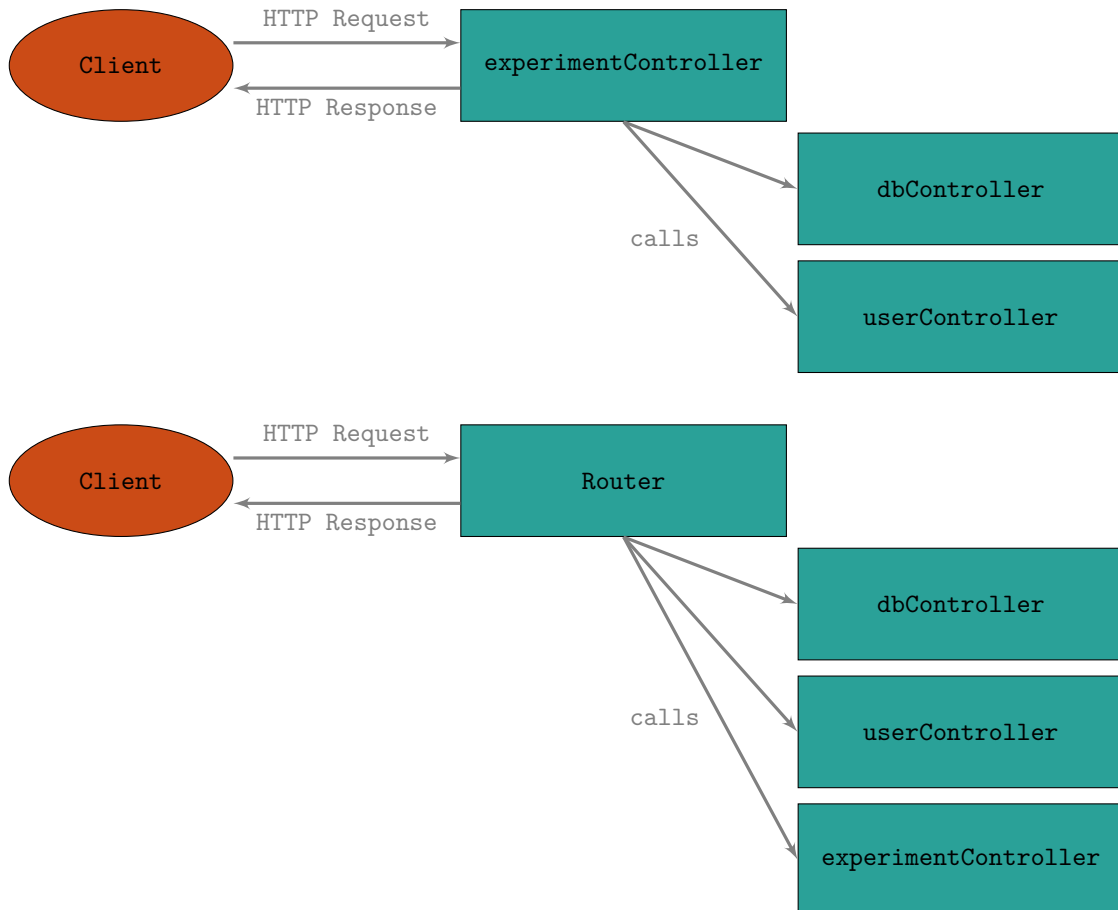 HTTP Request
Client
experimentController
HTTP Response
dbController
calls
userController
HTTP Request
Client
Router
HTTP Response
dbController
calls
userController
experimentController